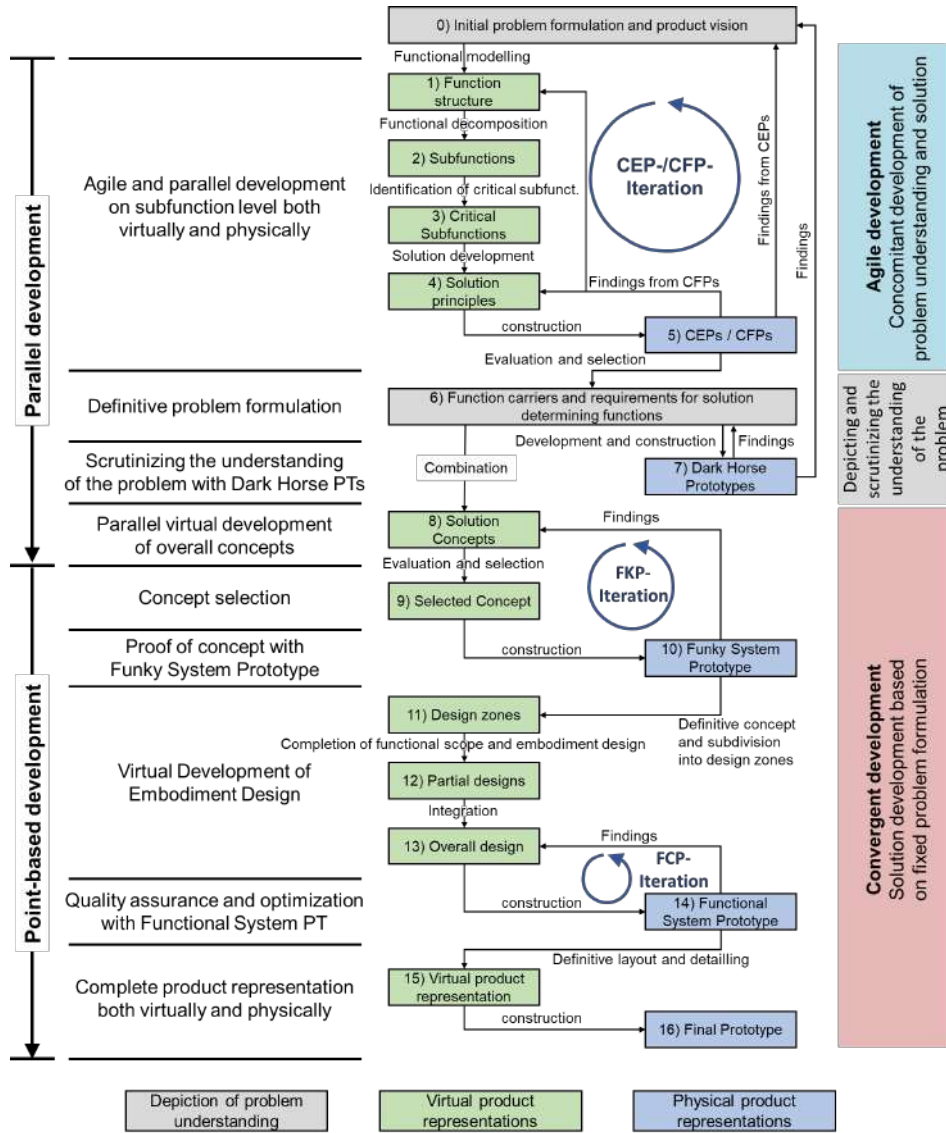 0) Initial problem formulation and product vision
Functional modelling
1) Function
structure
Functional decomposition
2) Subfunctions
Identification of critical subfunct.
3) Critical
Subfunctions
Solution development
4) Solution
principles
Findings from CFPs
construction
5) CEPs / CFPs
CEP-/CFP-
Iteration
Findings from CEPs
Findings
Evaluation and selection
6) Function carriers and requirements for solution
determining functions
Development and construction
Findings
Combination
7) Dark Horse
Prototypes
8) Solution
Concepts
Findings
Evaluation and selection
FKP-
Iteration
9) Selected Concept
construction
10) Funky System
Prototype
11) Design zones
Definitive concept
and subdivision
into design zones
Completion of functional scope and embodiment design
12) Partial designs
Integration
13) Overall design
Findings
FCP-
Iteration
construction
14) Functional
System Prototype
Definitive layout and detailling
15) Virtual product
representation
construction
16) Final Prototype
Parallel development
Point-based development
Agile and parallel development
on subfunction level both
virtually and physically
Definitive problem formulation
Scrutinizing the understanding
of the problem with Dark Horse PTs
Parallel virtual development
of overall concepts
Concept selection
Proof of concept with
Funky System Prototype
Virtual Development of
Embodiment Design
Quality assurance and optimization
with Functional System PT
Complete product representation
both virtually and physically
Agile development
Concomitant development of
problem understanding and solution
Depicting and
scrutinizing the
understanding
of the
problem
Convergent development
Solution development based
on fixed problem formulation
Depiction of problem
understanding
Virtual product
representations
Physical product
representations